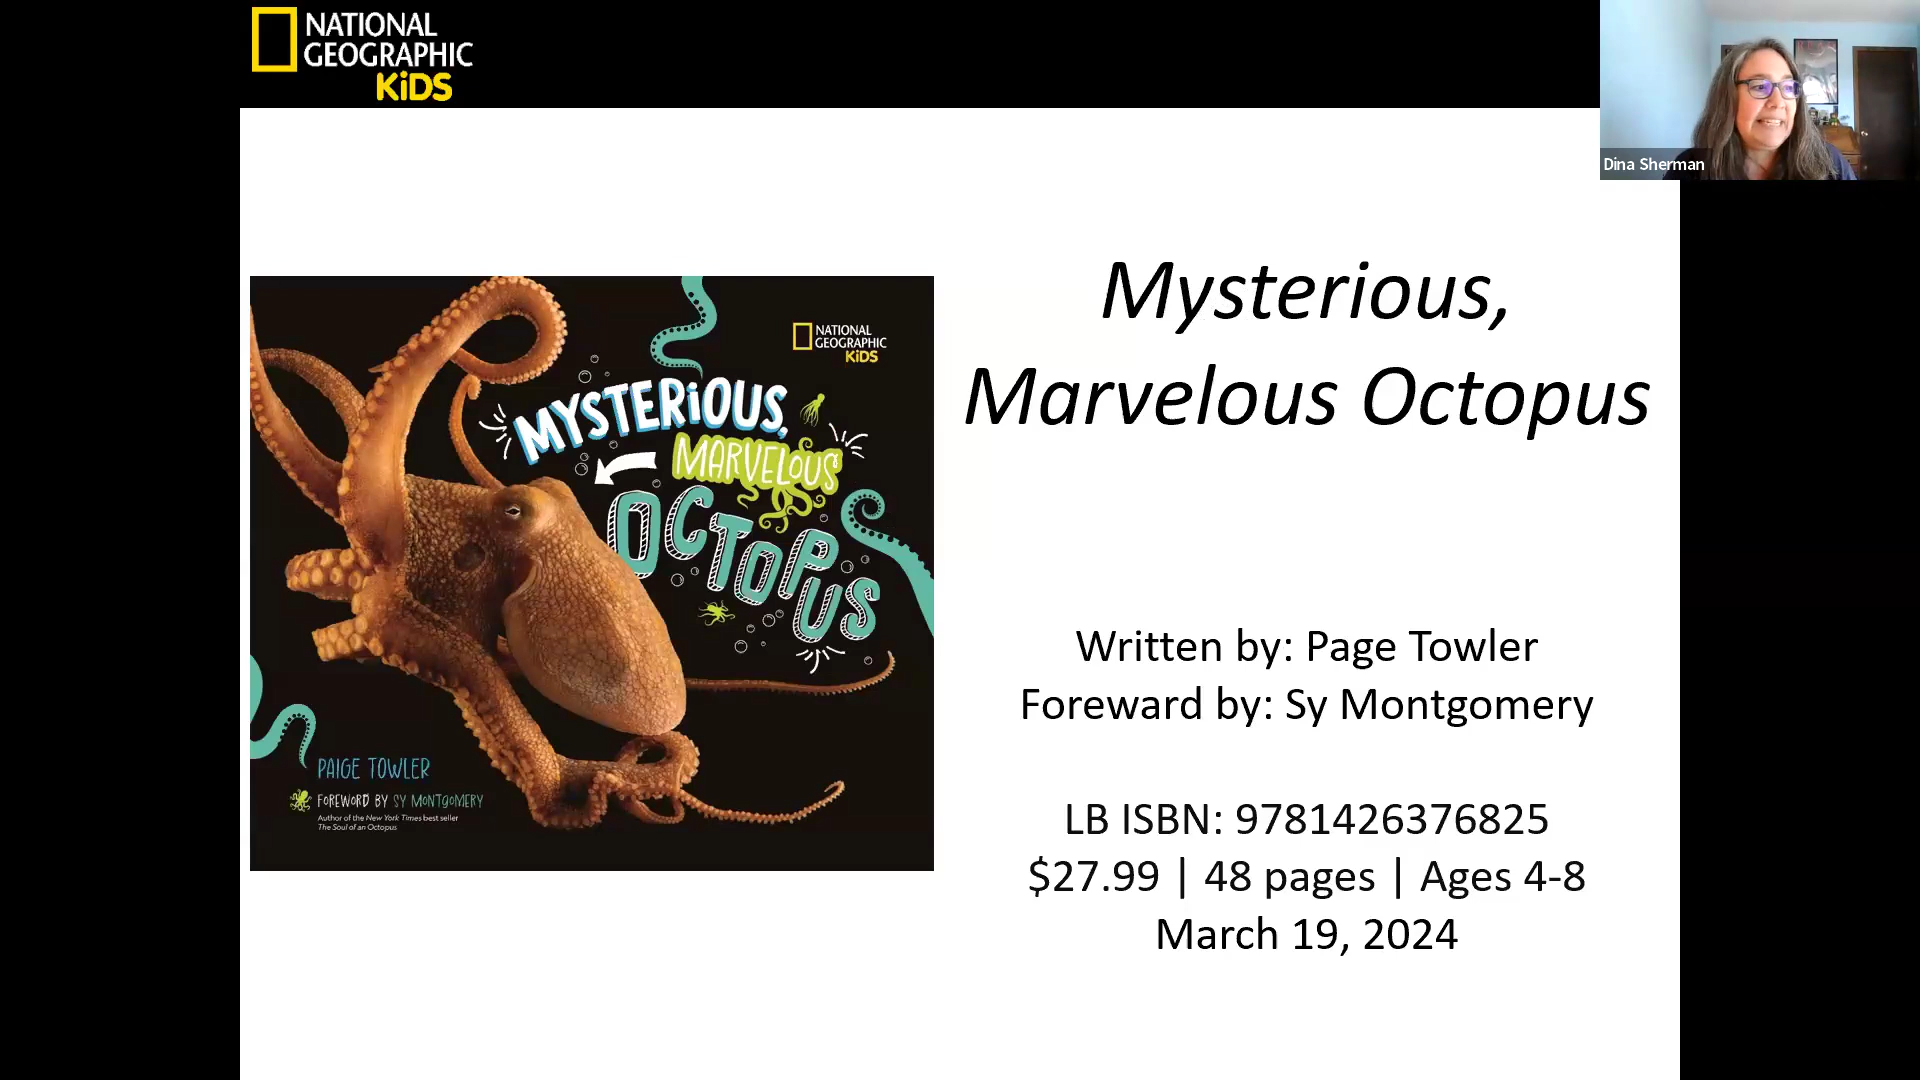 NATIONAL
GEOGRAPHIC
KiDS
Dina Sherman
Mysterious,
Marvelous Octopus
NATIONAL
GEOGRAPHIC
KiDS
MYSTERiOUS,
MARVELOUS
OCTOPUS
PAIGE TOWLER
FOREWORD BY SY MONTGOMERY
Author of the New York Times best seller
The Soul of an Octopus
Written by: Page Towler
Foreward by: Sy Montgomery
LB ISBN: 9781426376825
$27.99 | 48 pages | Ages 4-8
March 19, 2024